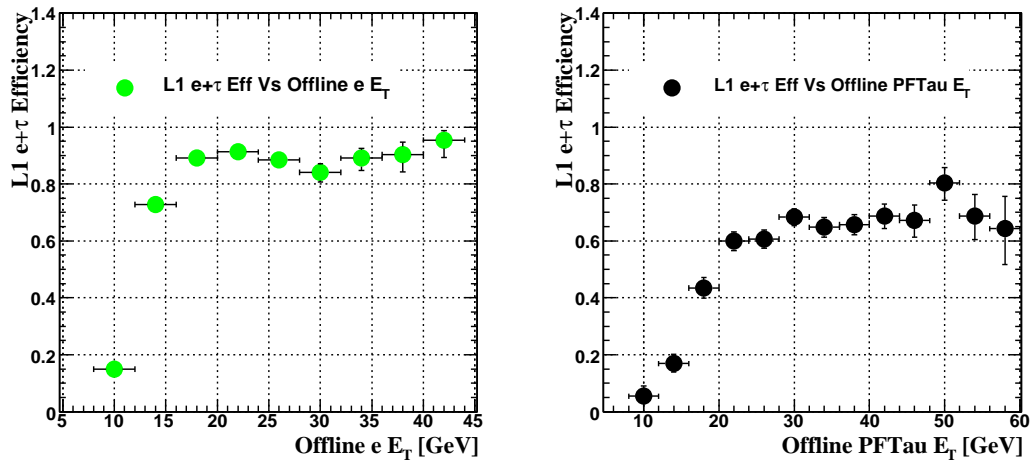 L1 e+τ Efficiency
1.4
1.2
1
0.8
0.6
0.4
0.2
0
L1 e+τ Eff Vs Offline e E_T
5 10 15 20 25 30 35 40 45
Offline e E_T [GeV]
L1 e+τ Efficiency
1.4
1.2
1
0.8
0.6
0.4
0.2
0
L1 e+τ Eff Vs Offline PFTau E_T
10 20 30 40 50 60
Offline PFTau E_T [GeV]